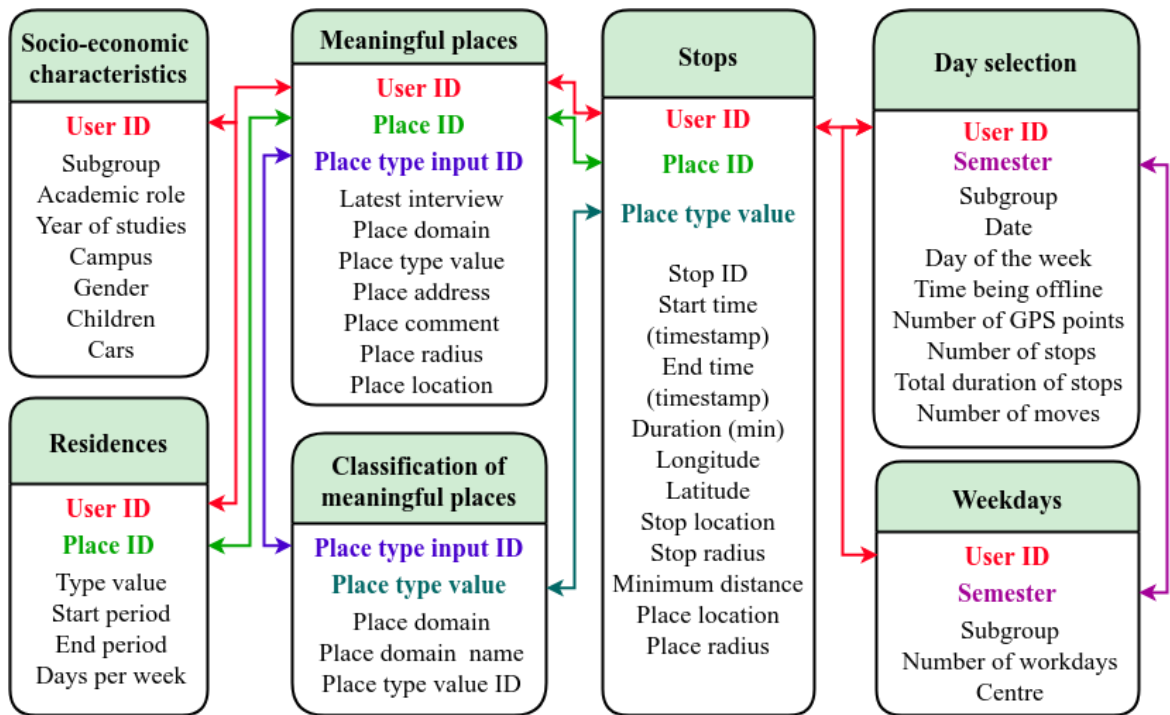 Socio-economic
characteristics
User ID
Subgroup
Academic role
Year of studies
Campus
Gender
Children
Cars
Residences
User ID
Place ID
Type value
Start period
End period
Days per week
Meaningful places
User ID
Place ID
Place type input ID
Latest interview
Place domain
Place type value
Place address
Place comment
Place radius
Place location
Classification of
meaningful places
Place type input ID
Place type value
Place domain
Place domain name
Place type value ID
Stops
User ID
Place ID
Place type value
Stop ID
Start time
(timestamp)
End time
(timestamp)
Duration (min)
Longitude
Latitude
Stop location
Stop radius
Minimum distance
Place location
Place radius
Day selection
User ID
Semester
Subgroup
Date
Day of the week
Time being offline
Number of GPS points
Number of stops
Total duration of stops
Number of moves
Weekdays
User ID
Semester
Subgroup
Number of workdays
Centre